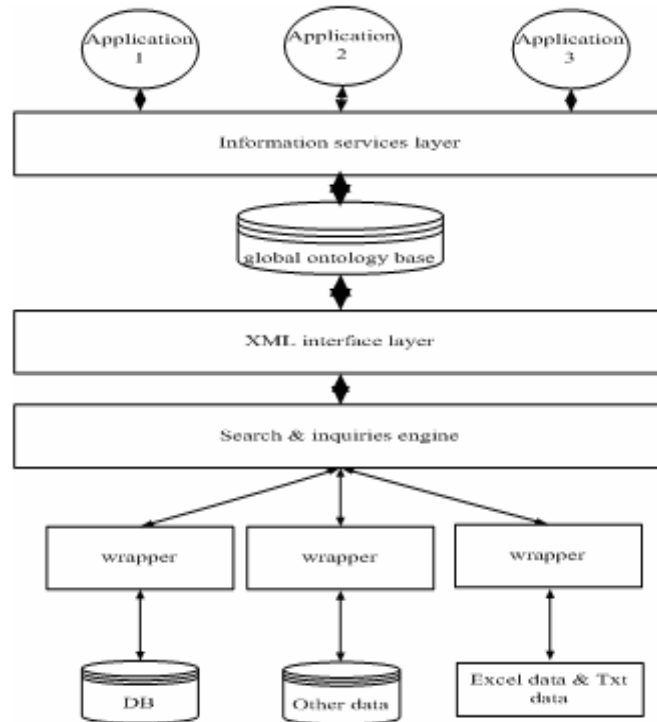 Application
1
Application
2
Application
3
Information services layer
global ontology base
XML interface layer
Search & inquiries engine
wrapper
wrapper
wrapper
DB
Other data
Excel data & Txt
data